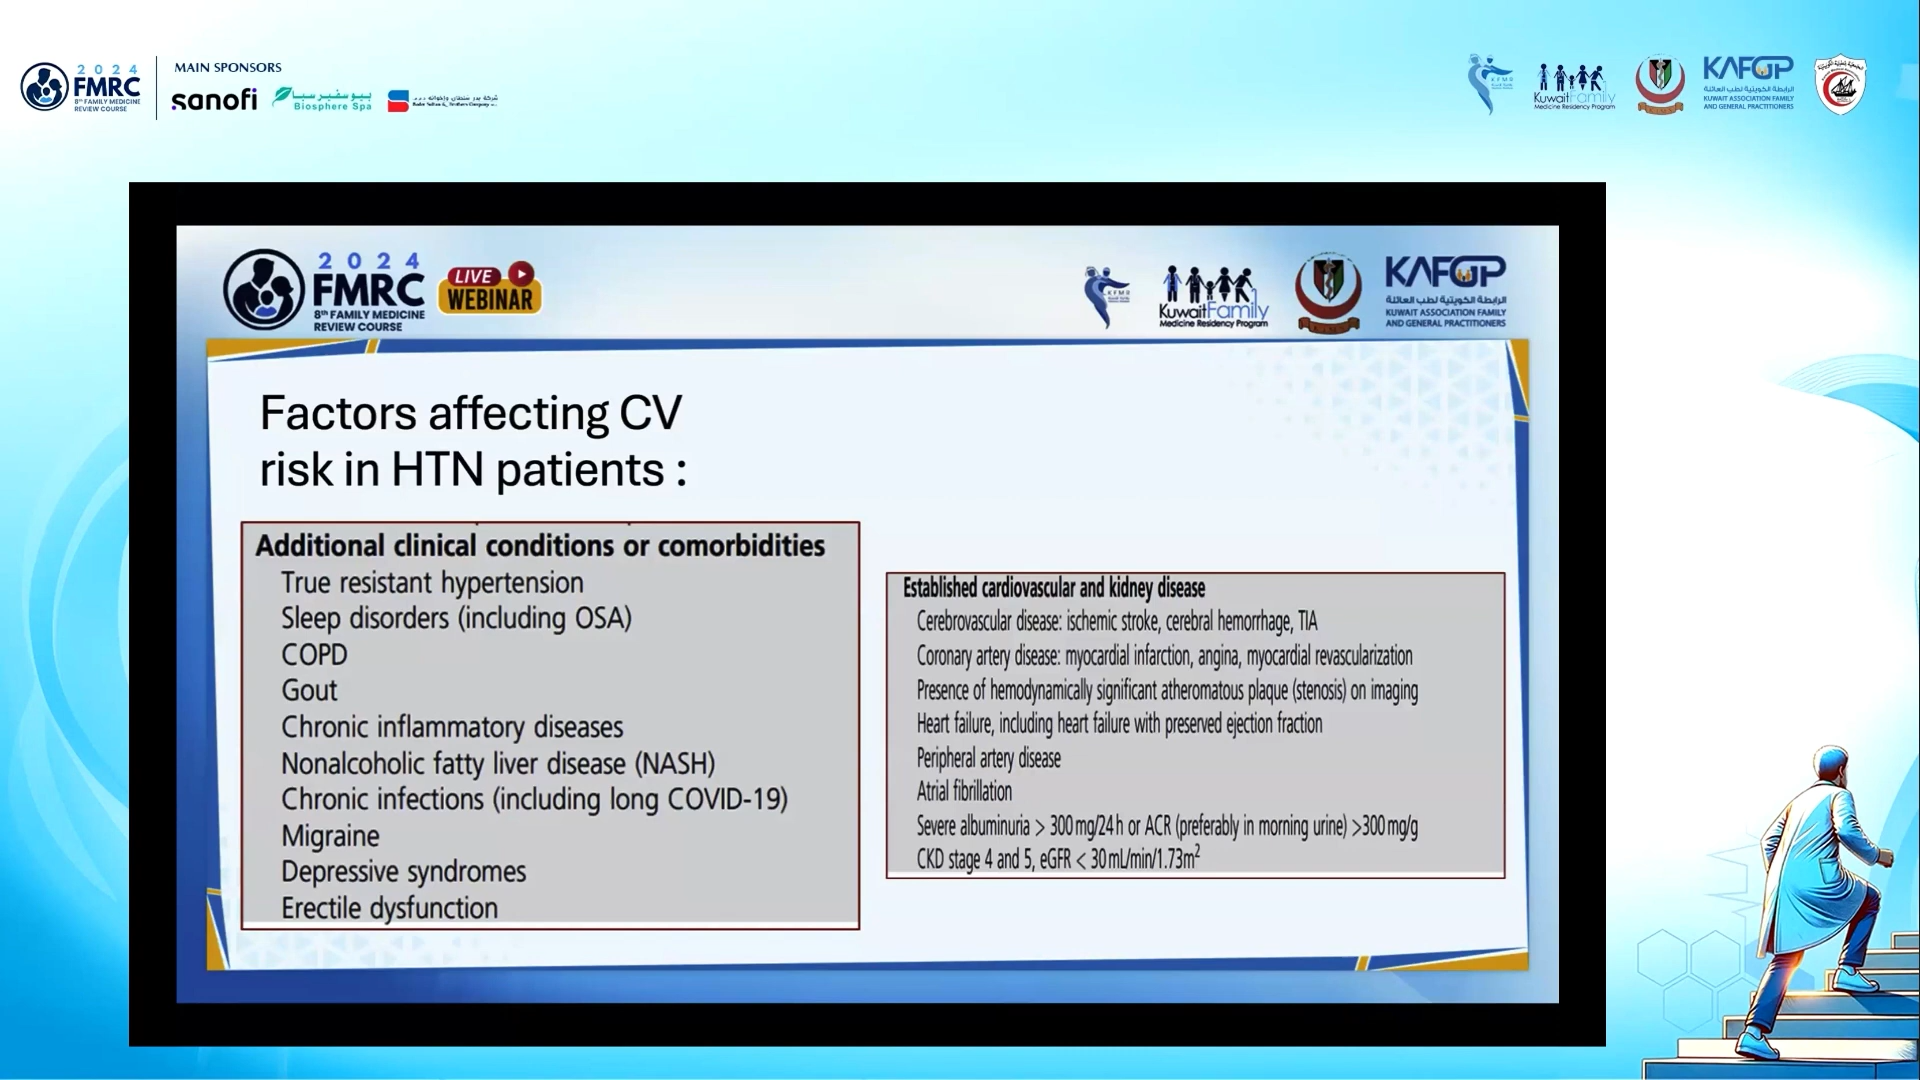 2024
FMRC
8th FAMILY MEDICINE
REVIEW COURSE
MAIN SPONSORS
sanofi
بيوسفير سبا
Biosphere Spa
KuwaitFamily
Medicine Residency Program
KAFGP
الرابطة الكويتية لطب العائلة
KUWAIT ASSOCIATION FAMILY
AND GENERAL PRACTITIONERS
2024
FMRC
8th FAMILY MEDICINE
REVIEW COURSE
LIVE
WEBINAR
KuwaitFamily
Medicine Residency Program
KAFGP
الرابطة الكويتية لطب العائلة
KUWAIT ASSOCIATION FAMILY
AND GENERAL PRACTITIONERS
Factors affecting CV
risk in HTN patients :
Additional clinical conditions or comorbidities
True resistant hypertension
Sleep disorders (including OSA)
COPD
Gout
Chronic inflammatory diseases
Nonalcoholic fatty liver disease (NASH)
Chronic infections (including long COVID-19)
Migraine
Depressive syndromes
Erectile dysfunction
Established cardiovascular and kidney disease
Cerebrovascular disease: ischemic stroke, cerebral hemorrhage, TIA
Coronary artery disease: myocardial infarction, angina, myocardial revascularization
Presence of hemodynamically significant atheromatous plaque (stenosis) on imaging
Heart failure, including heart failure with preserved ejection fraction
Peripheral artery disease
Atrial fibrillation
Severe albuminuria > 300 mg/24 h or ACR (preferably in morning urine) >300 mg/g
CKD stage 4 and 5, eGFR < 30 mL/min/1.73m²